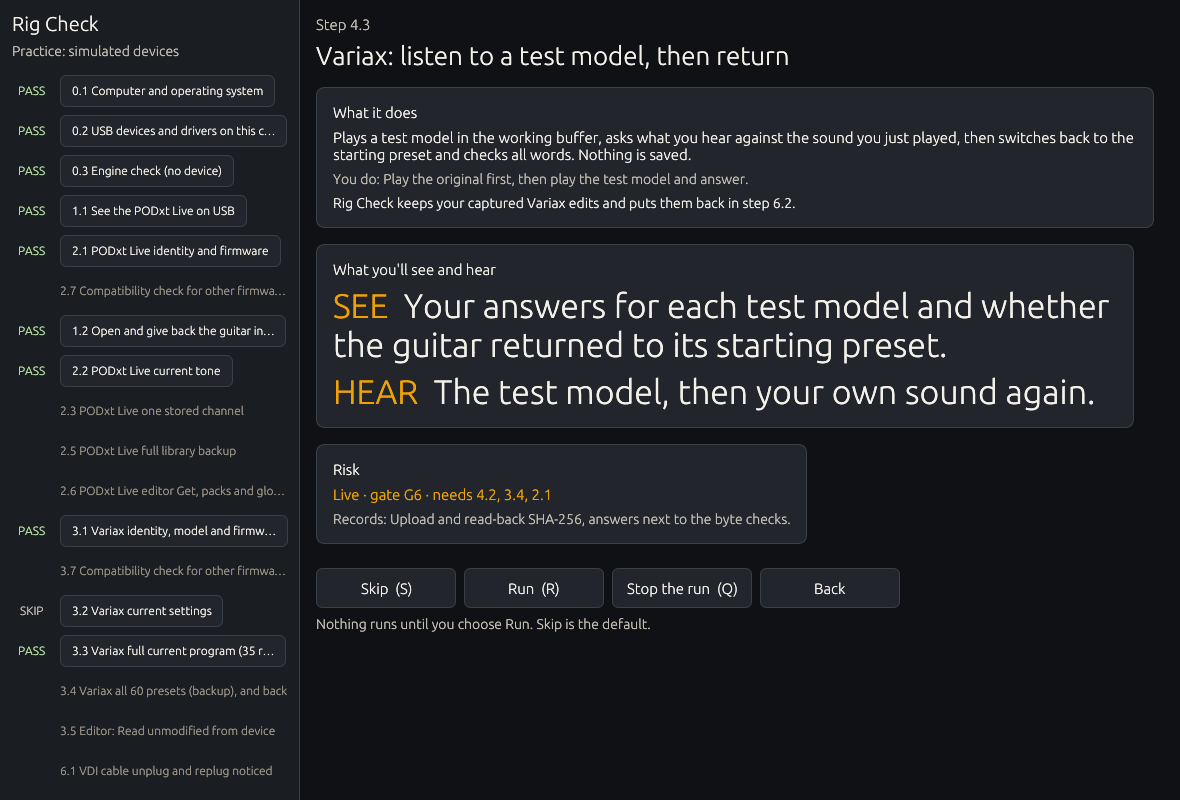 Rig Check
Practice: simulated devices
PASS 0.1 Computer and operating system
PASS 0.2 USB devices and drivers on this c…
PASS 0.3 Engine check (no device)
PASS 1.1 See the PODxt Live on USB
PASS 2.1 PODxt Live identity and firmware
2.7 Compatibility check for other firmwa…
PASS 1.2 Open and give back the guitar in…
PASS 2.2 PODxt Live current tone
2.3 PODxt Live one stored channel
2.5 PODxt Live full library backup
2.6 PODxt Live editor Get, packs and glo…
PASS 3.1 Variax identity, model and firmw…
3.7 Compatibility check for other firmwa…
SKIP 3.2 Variax current settings
PASS 3.3 Variax full current program (35 r…
3.4 Variax all 60 presets (backup), and back
3.5 Editor: Read unmodified from device
6.1 VDI cable unplug and replug noticed
Step 4.3
Variax: listen to a test model, then return
What it does
Plays a test model in the working buffer, asks what you hear against the sound you just played, then switches back to the
starting preset and checks all words. Nothing is saved.
You do: Play the original first, then play the test model and answer.
Rig Check keeps your captured Variax edits and puts them back in step 6.2.
What you'll see and hear
SEE Your answers for each test model and whether
the guitar returned to its starting preset.
HEAR The test model, then your own sound again.
Risk
Live · gate G6 · needs 4.2, 3.4, 2.1
Records: Upload and read-back SHA-256, answers next to the byte checks.
Skip (S) Run (R) Stop the run (Q) Back
Nothing runs until you choose Run. Skip is the default.